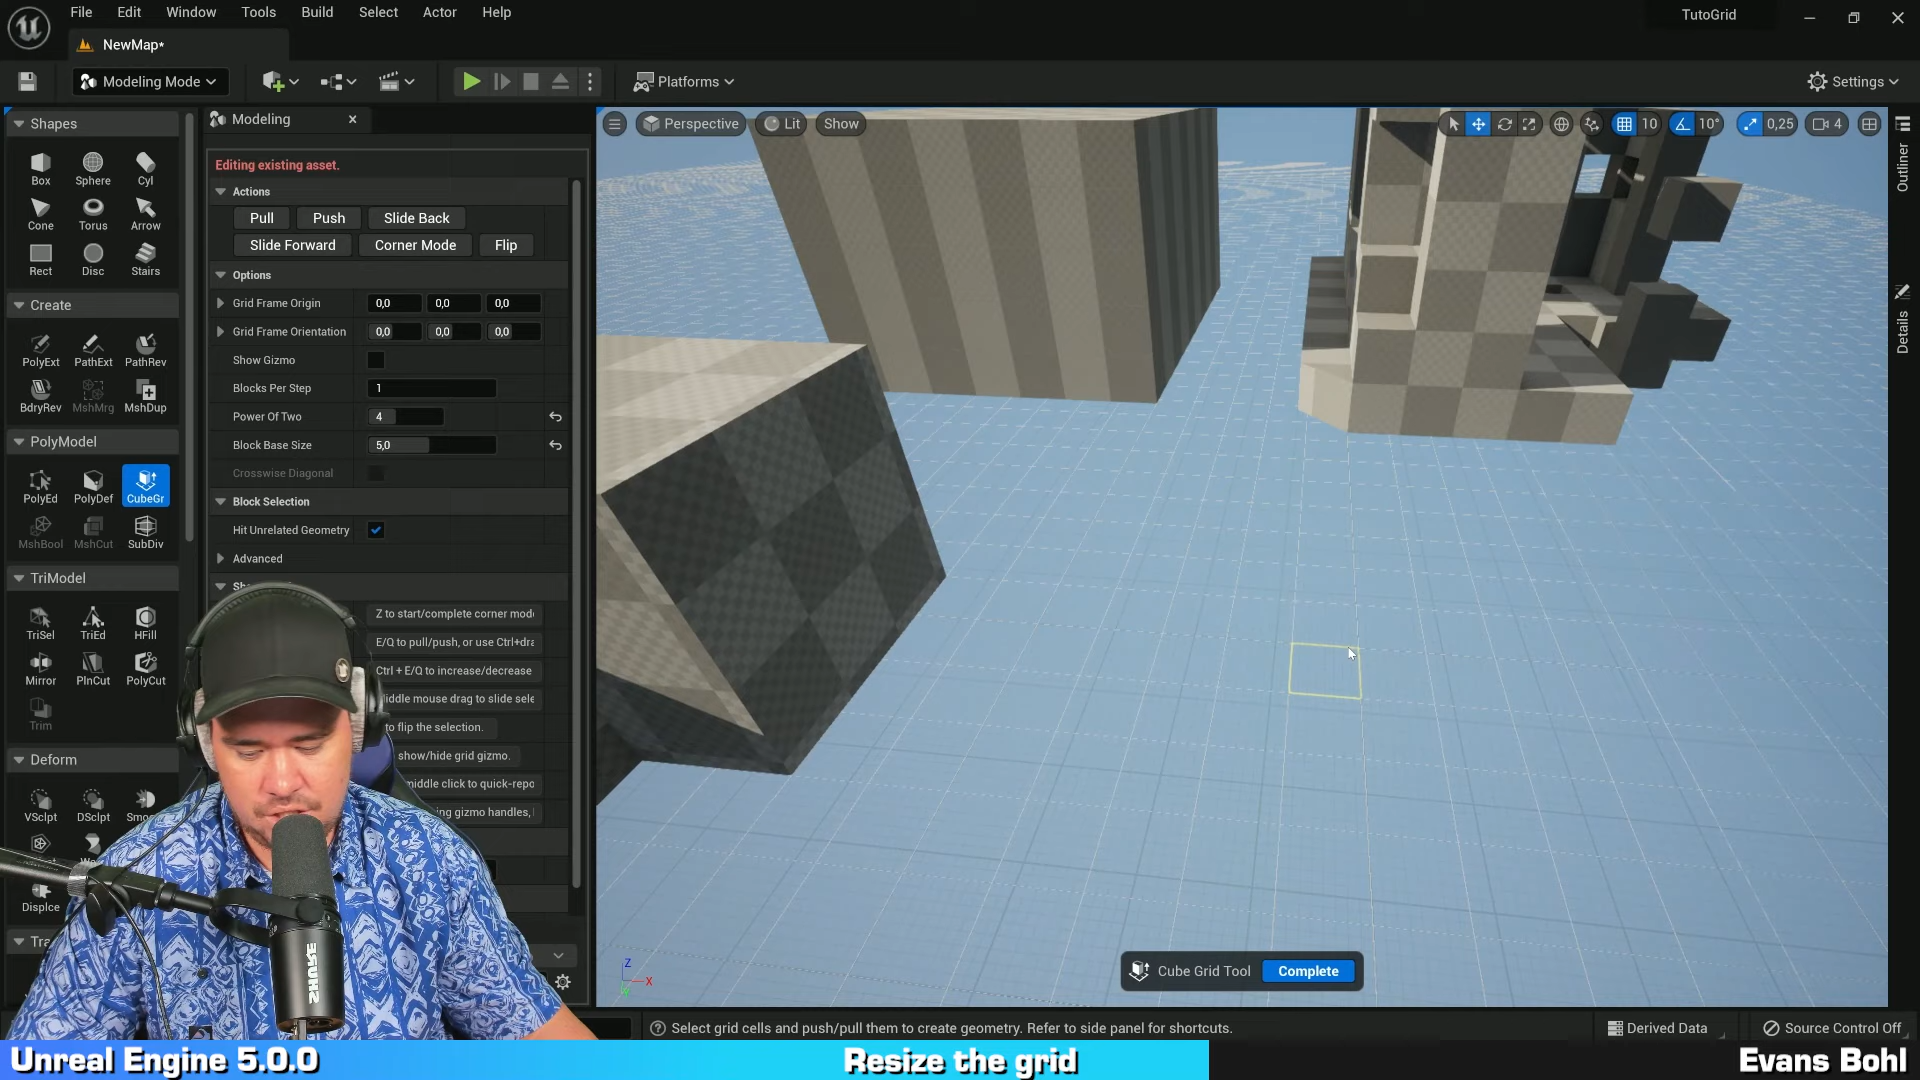 File Edit Window Tools Build Select Actor Help
TutoGrid
NewMap*
Modeling Mode
Platforms
Settings
Shapes
Box Sphere Cyl
Cone Torus Arrow
Rect Disc Stairs
Create
PolyExt PathExt PathRev
BdryRev MshMrg MshDup
PolyModel
PolyEd PolyDef CubeGr
MshBool MshCut SubDiv
TriModel
TriSel TriEd HFill
Mirror PlnCut PolyCut
Trim
Deform
VSclpt DSclpt
Displce
Modeling
Editing existing asset.
Actions
Pull Push Slide Back
Slide Forward Corner Mode Flip
Options
Grid Frame Origin 0,0 0,0 0,0
Grid Frame Orientation 0,0 0,0 0,0
Show Gizmo
Blocks Per Step 1
Power Of Two 4
Block Base Size 5,0
Crosswise Diagonal
Block Selection
Hit Unrelated Geometry
Advanced
Z to start/complete corner mod
E/Q to pull/push, or use Ctrl+dra
Ctrl + E/Q to increase/decrease
iddle mouse drag to slide sele
to flip the selection.
show/hide grid gizmo.
middle click to quick-repo
ing gizmo handles,
Perspective Lit Show
10 10° 0,25 4
Outliner
Details
Z
X
Y
Cube Grid Tool Complete
Select grid cells and push/pull them to create geometry. Refer to side panel for shortcuts.
Derived Data Source Control Off
SHURE
Unreal Engine 5.0.0 Resize the grid Evans Bohl